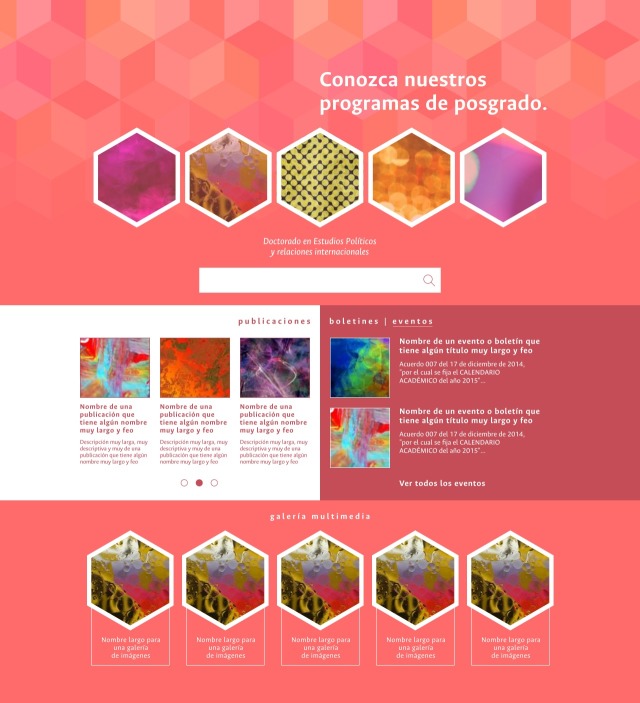 Conozca nuestros
programas de posgrado.
Doctorado en Estudios Políticos
y relaciones internacionales
publicaciones
Nombre de una
publicación que
tiene algún nombre
muy largo y feo
Descripción muy larga, muy
descriptiva y muy de una
publicación que tiene algún
nombre muy largo y feo
Nombre de una
publicación que
tiene algún nombre
muy largo y feo
Descripción muy larga, muy
descriptiva y muy de una
publicación que tiene algún
nombre muy largo y feo
Nombre de una
publicación que
tiene algún nombre
muy largo y feo
Descripción muy larga, muy
descriptiva y muy de una
publicación que tiene algún
nombre muy largo y feo
boletines | eventos
Nombre de un evento o boletín que
tiene algún título muy largo y feo
Acuerdo 007 del 17 de diciembre de 2014,
"por el cual se fija el CALENDARIO
ACADÉMICO del año 2015"...
Nombre de un evento o boletín que
tiene algún título muy largo y feo
Acuerdo 007 del 17 de diciembre de 2014,
"por el cual se fija el CALENDARIO
ACADÉMICO del año 2015"...
Ver todos los eventos
galería multimedia
Nombre largo para
una galería
de imágenes
Nombre largo para
una galería
de imágenes
Nombre largo para
una galería
de imágenes
Nombre largo para
una galería
de imágenes
Nombre largo para
una galería
de imágenes